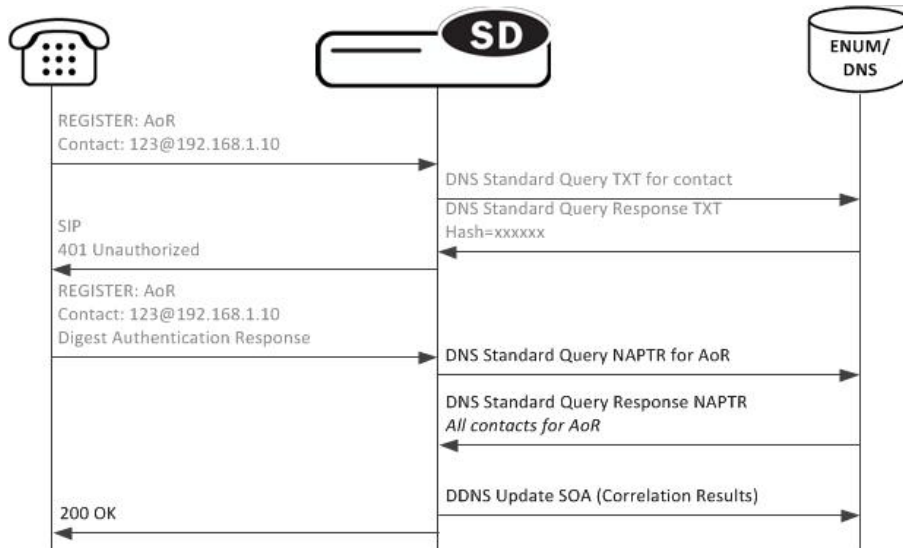 SD
ENUM/
DNS
REGISTER: AoR
Contact: 123@192.168.1.10
DNS Standard Query TXT for contact
DNS Standard Query Response TXT
Hash=xxxxxx
SIP
401 Unauthorized
REGISTER: AoR
Contact: 123@192.168.1.10
Digest Authentication Response
DNS Standard Query NAPTR for AoR
DNS Standard Query Response NAPTR
All contacts for AoR
DDNS Update SOA (Correlation Results)
200 OK